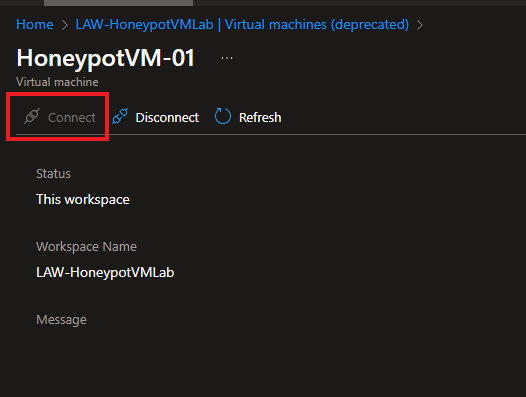 Home > LAW-HoneypotVMLab | Virtual machines (deprecated) >
HoneypotVM-01 ...
Virtual machine
Connect Disconnect Refresh
Status
This workspace
Workspace Name
LAW-HoneypotVMLab
Message